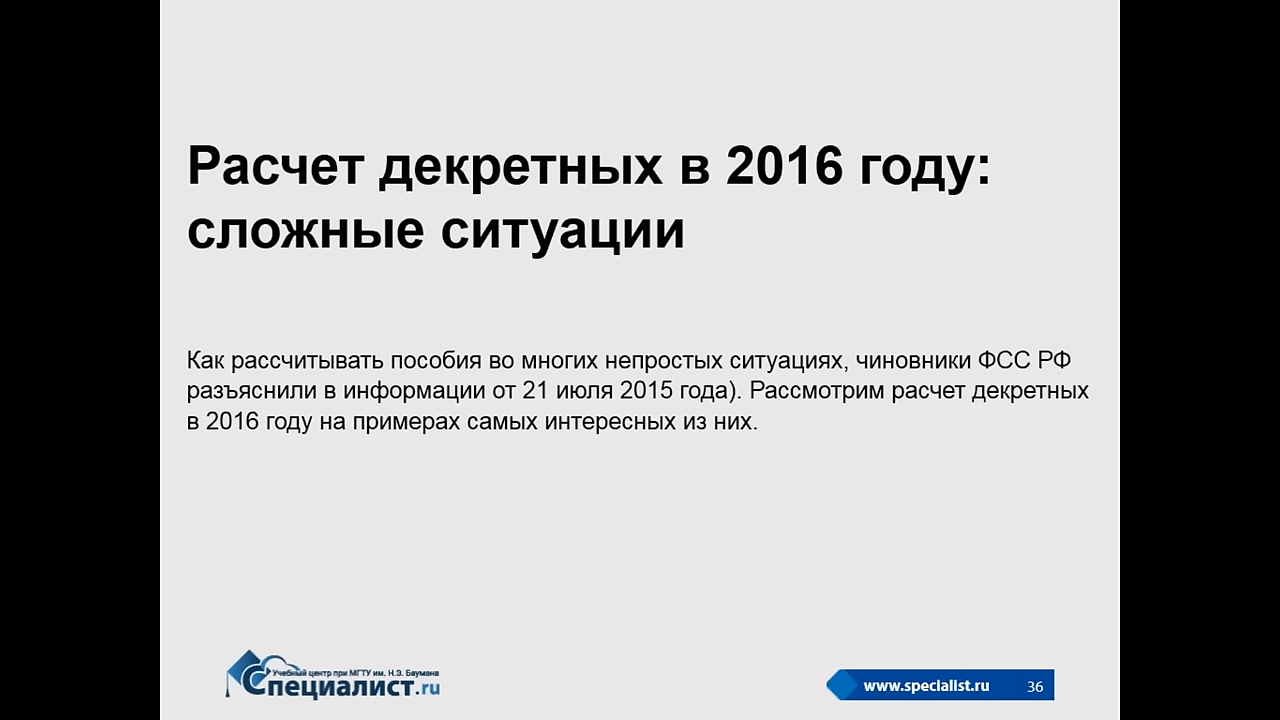 Расчет декретных в 2016 году:
сложные ситуации
Как рассчитывать пособия во многих непростых ситуациях, чиновники ФСС РФ
разъяснили в информации от 21 июля 2015 года). Рассмотрим расчет декретных
в 2016 году на примерах самых интересных из них.
Учебный центр при МГТУ им. Н.Э. Баумана
Специалист.ru
www.specialist.ru 36